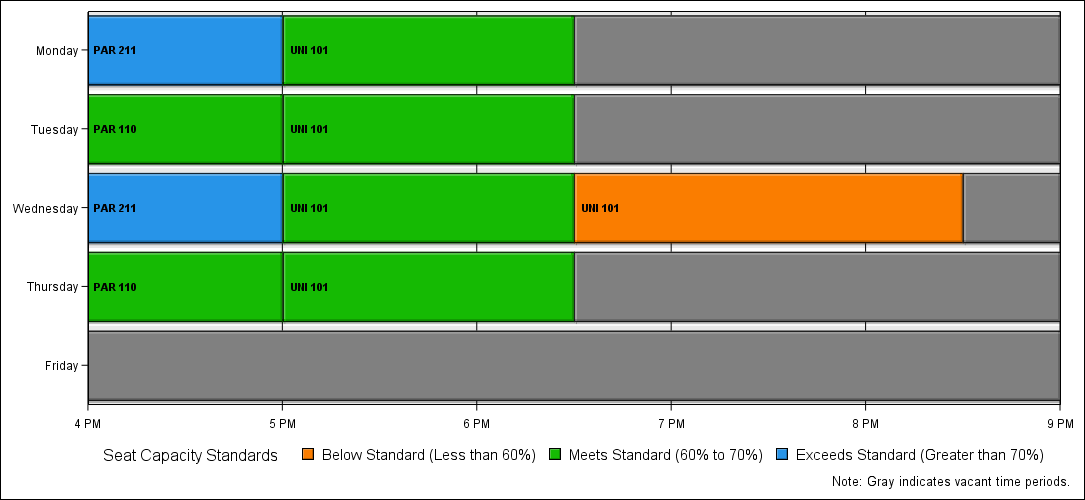 Monday PAR 211 UNI 101
Tuesday PAR 110 UNI 101
Wednesday PAR 211 UNI 101 UNI 101
Thursday PAR 110 UNI 101
Friday
4 PM 5 PM 6 PM 7 PM 8 PM 9 PM
Seat Capacity Standards Below Standard (Less than 60%) Meets Standard (60% to 70%) Exceeds Standard (Greater than 70%)
Note: Gray indicates vacant time periods.